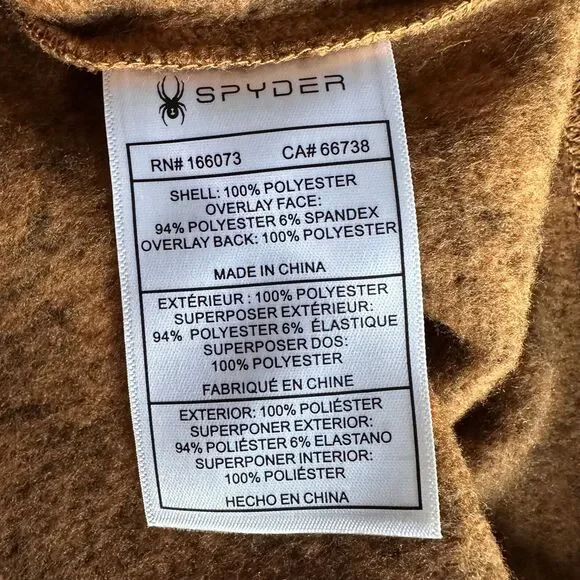 SPYDER
RN# 166073 CA# 66738
SHELL: 100% POLYESTER
OVERLAY FACE:
94% POLYESTER 6% SPANDEX
OVERLAY BACK: 100% POLYESTER
MADE IN CHINA
EXTÉRIEUR : 100% POLYESTER
SUPERPOSER EXTÉRIEUR:
94% POLYESTER 6% ÉLASTIQUE
SUPERPOSER DOS:
100% POLYESTER
FABRIQUÉ EN CHINE
EXTERIOR: 100% POLIÉSTER
SUPERPONER EXTERIOR:
94% POLIÉSTER 6% ELASTANO
SUPERPONER INTERIOR:
100% POLIÉSTER
HECHO EN CHINA